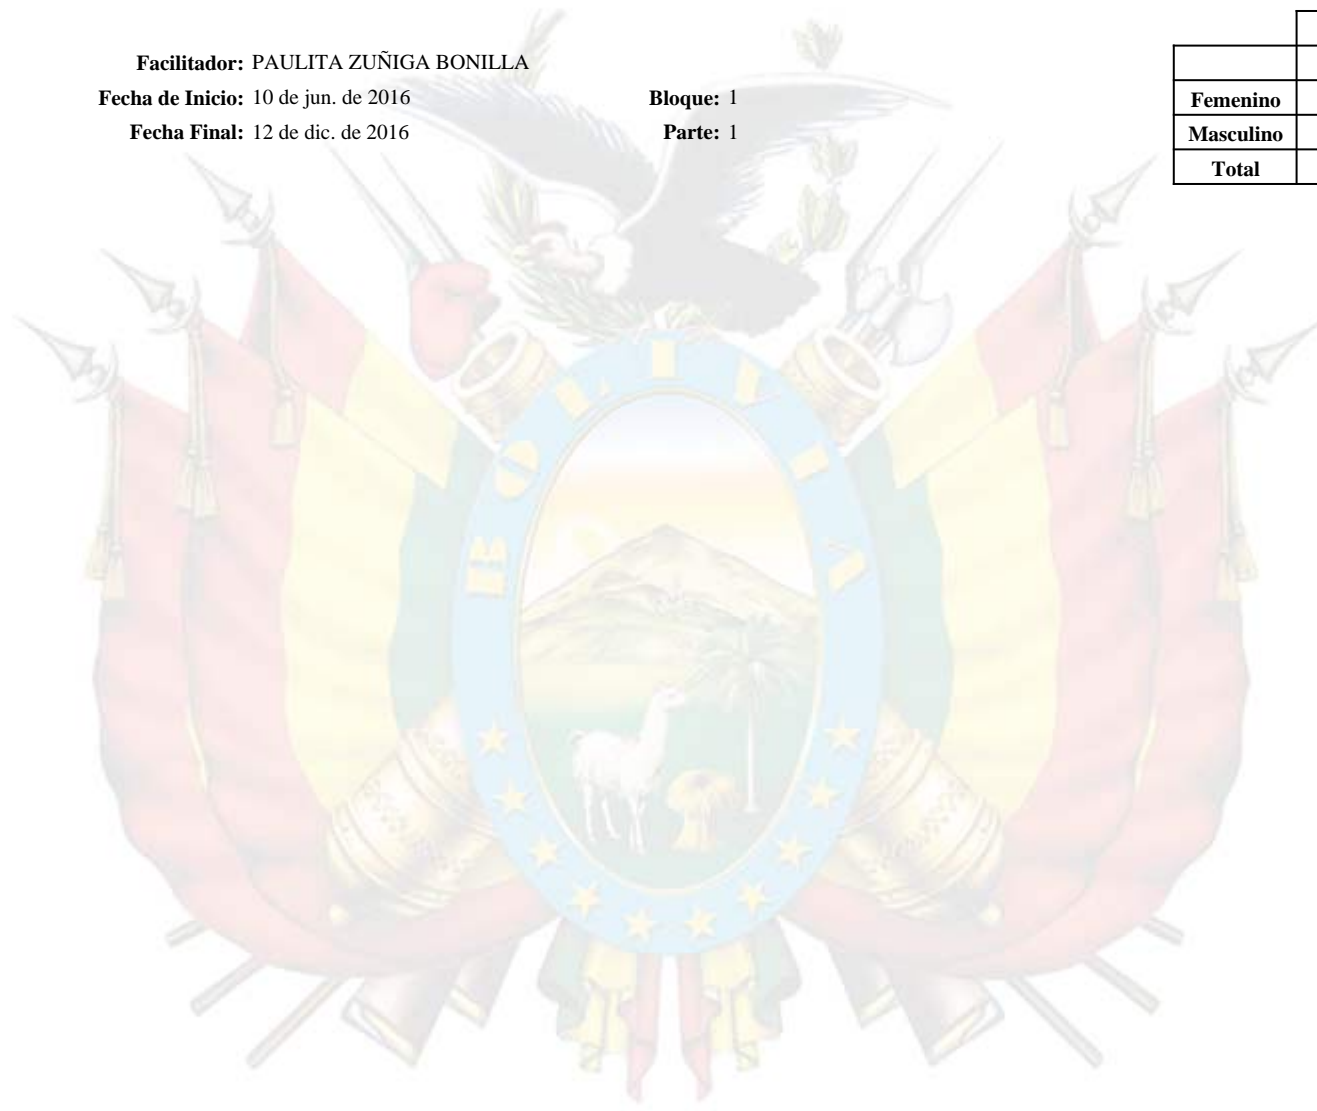 Facilitador: PAULITA ZUÑIGA BONILLA
Fecha de Inicio: 10 de jun. de 2016 Bloque: 1
Fecha Final: 12 de dic. de 2016 Parte: 1
Femenino
Masculino
Total
BOLIVIA